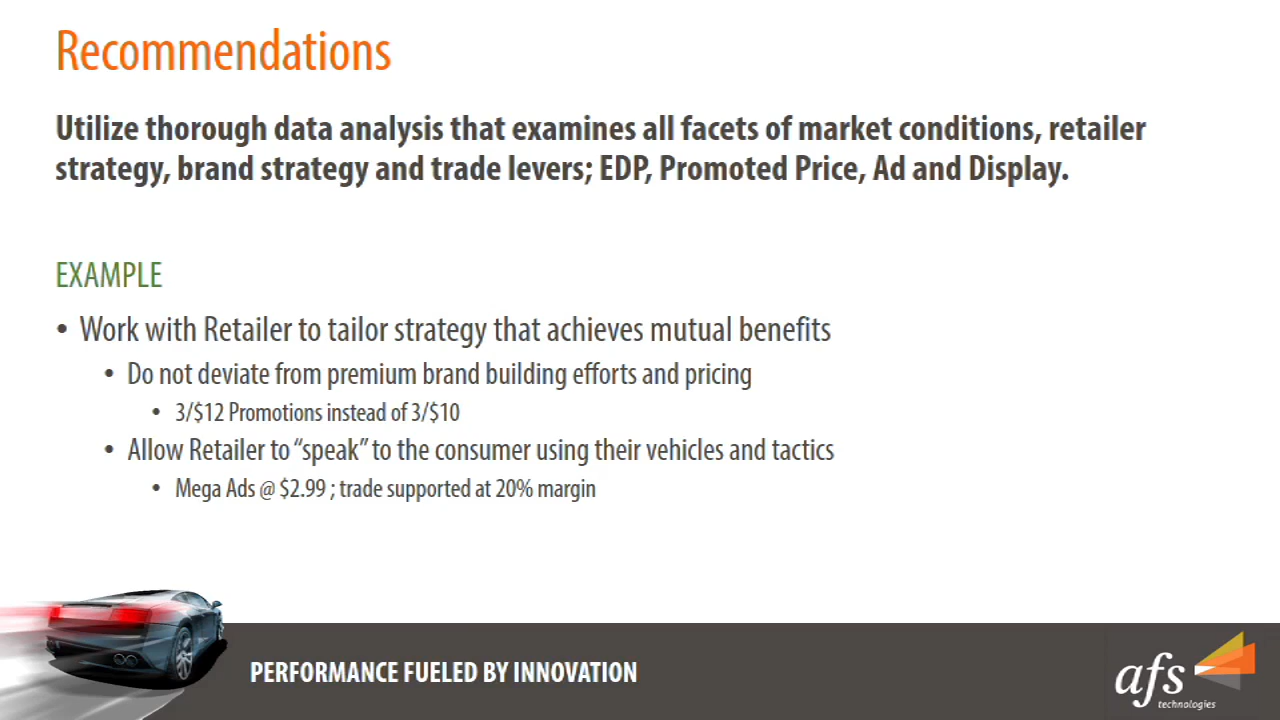 Recommendations
Utilize thorough data analysis that examines all facets of market conditions, retailer
strategy, brand strategy and trade levers; EDP, Promoted Price, Ad and Display.
EXAMPLE
• Work with Retailer to tailor strategy that achieves mutual benefits
• Do not deviate from premium brand building efforts and pricing
• 3/$12 Promotions instead of 3/$10
• Allow Retailer to “speak” to the consumer using their vehicles and tactics
• Mega Ads @ $2.99 ; trade supported at 20% margin
PERFORMANCE FUELED BY INNOVATION
afs
technologies